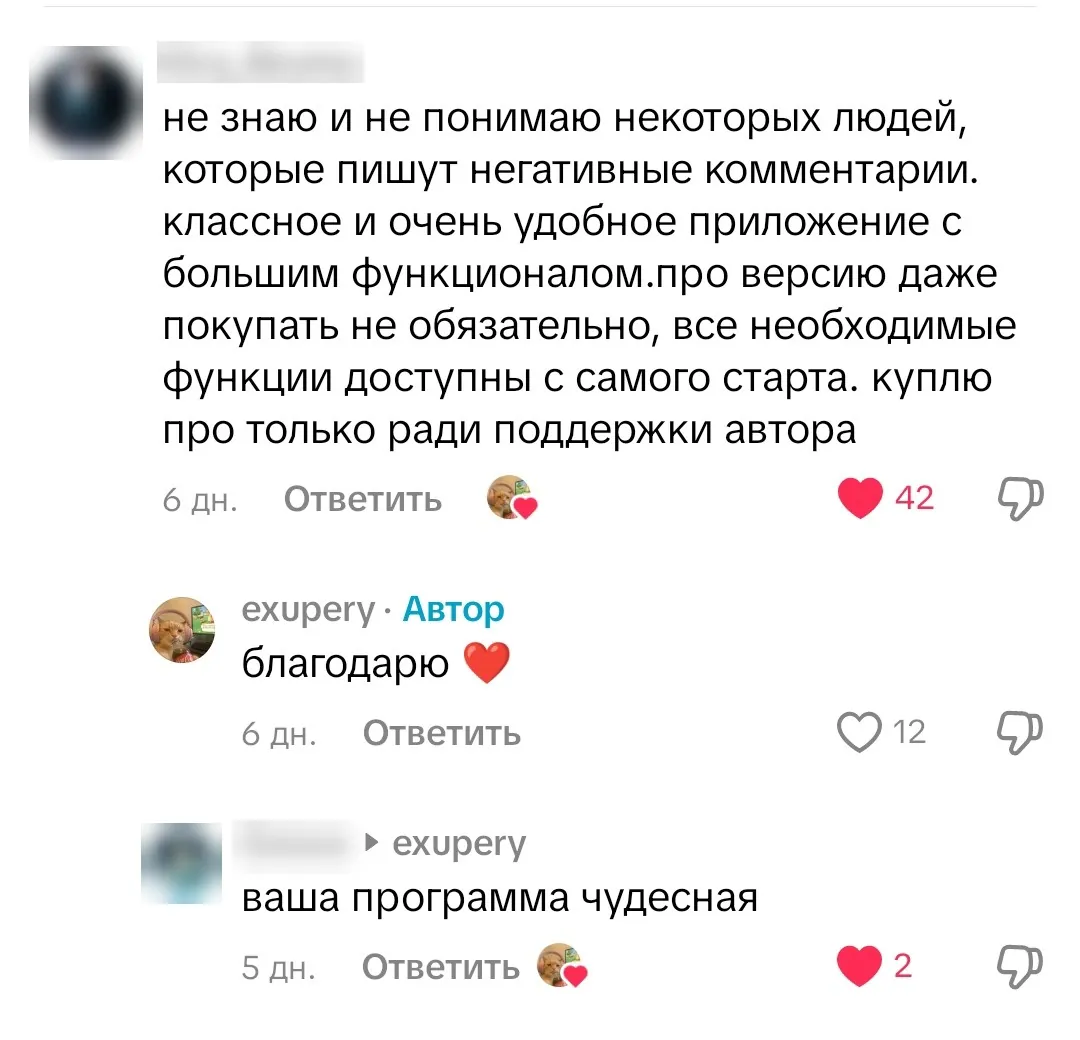 не знаю и не понимаю некоторых людей,
которые пишут негативные комментарии.
классное и очень удобное приложение с
большим функционалом.про версию даже
покупать не обязательно, все необходимые
функции доступны с самого старта. куплю
про только ради поддержки автора
6 дн. Ответить 42
exupery · Автор
благодарю ❤️
6 дн. Ответить 12
exupery
ваша программа чудесная
5 дн. Ответить 2